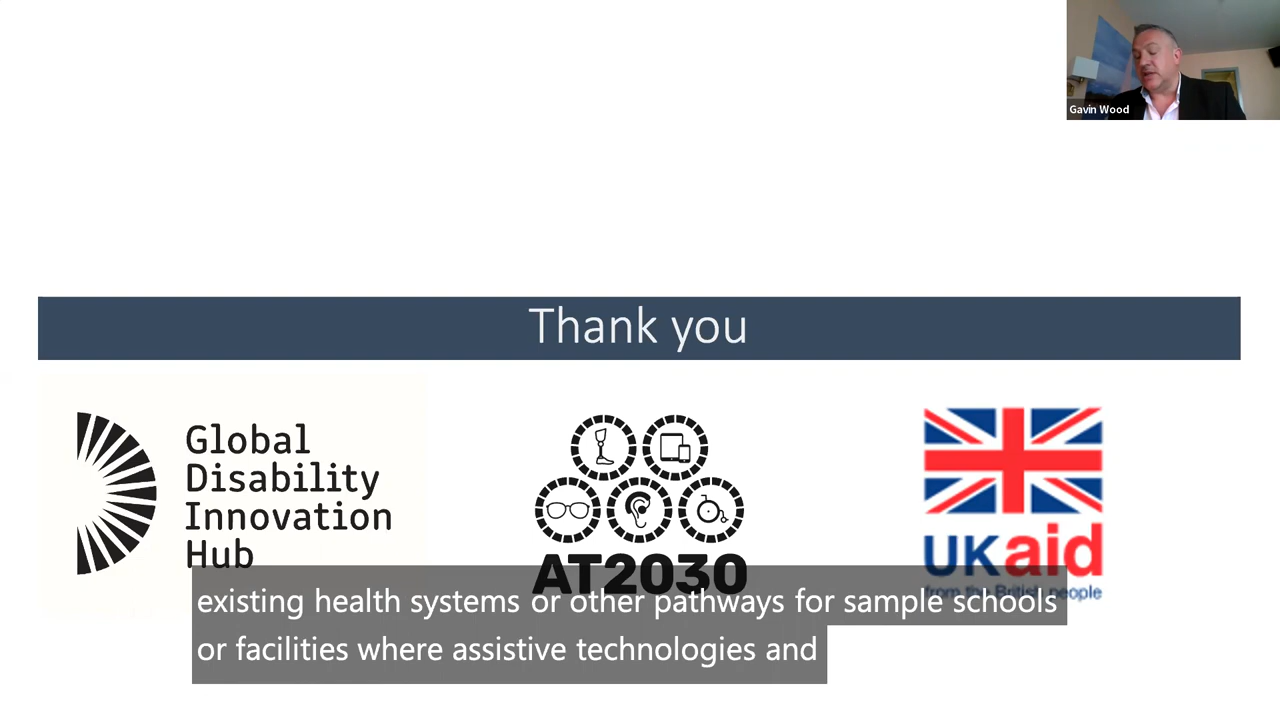 Gavin Wood
Thank you
Global
Disability
Innovation
Hub
AT2030
UKaid
from the British people
existing health systems or other pathways for sample schools
or facilities where assistive technologies and